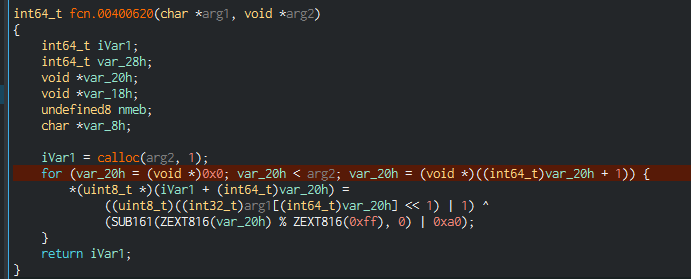 int64_t fcn.00400620(char *arg1, void *arg2)
{
    int64_t iVar1;
    int64_t var_28h;
    void *var_20h;
    void *var_18h;
    undefined8 nmeb;
    char *var_8h;

    iVar1 = calloc(arg2, 1);
    for (var_20h = (void *)0x0; var_20h < arg2; var_20h = (void *)((int64_t)var_20h + 1)) {
        *(uint8_t *)(iVar1 + (int64_t)var_20h) =
             ((uint8_t)((int32_t)arg1[(int64_t)var_20h] << 1) | 1) ^
             (SUB161(ZEXT816(var_20h) % ZEXT816(0xff), 0) | 0xa0);
    }
    return iVar1;
}